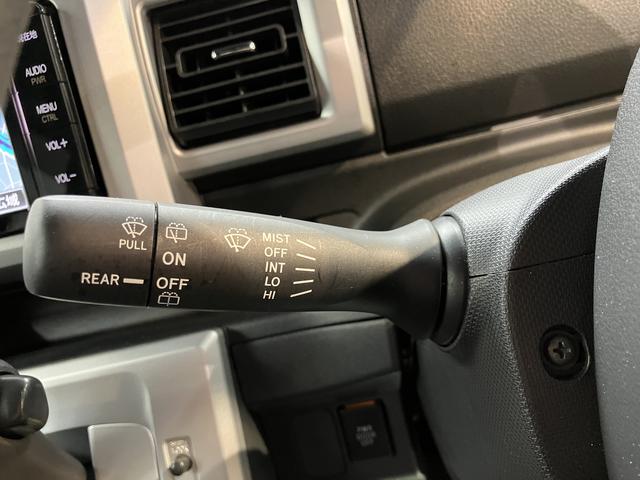 AUDIO
PWR
MENU
CTRL
VOL+
VOL-
PULL
ON
REAR
OFF
MIST
OFF
INT
LO
HI